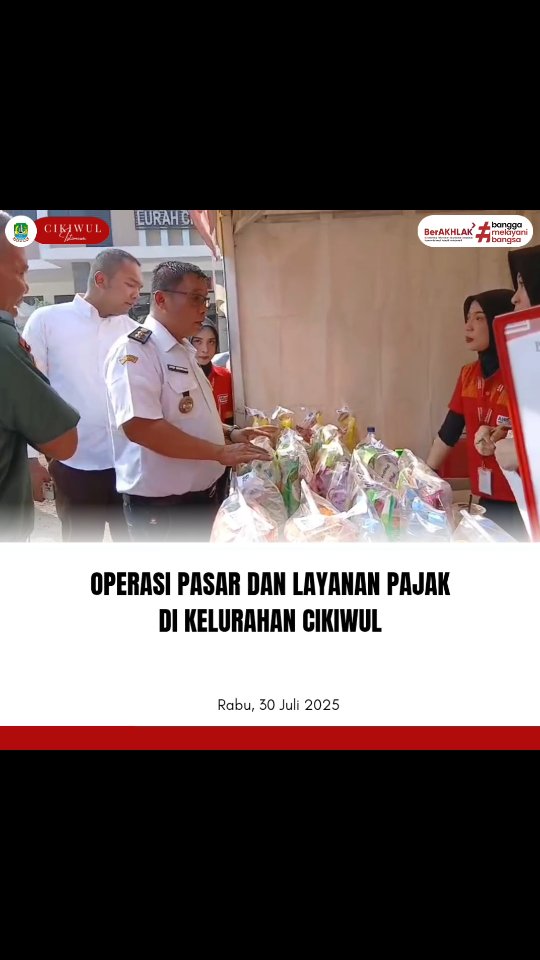 LURAH CI
CIKIWUL
Istimewa
BerAKHLAK
#bangga
melayani
bangsa
OPERASI PASAR DAN LAYANAN PAJAK
DI KELURAHAN CIKIWUL
Rabu, 30 Juli 2025